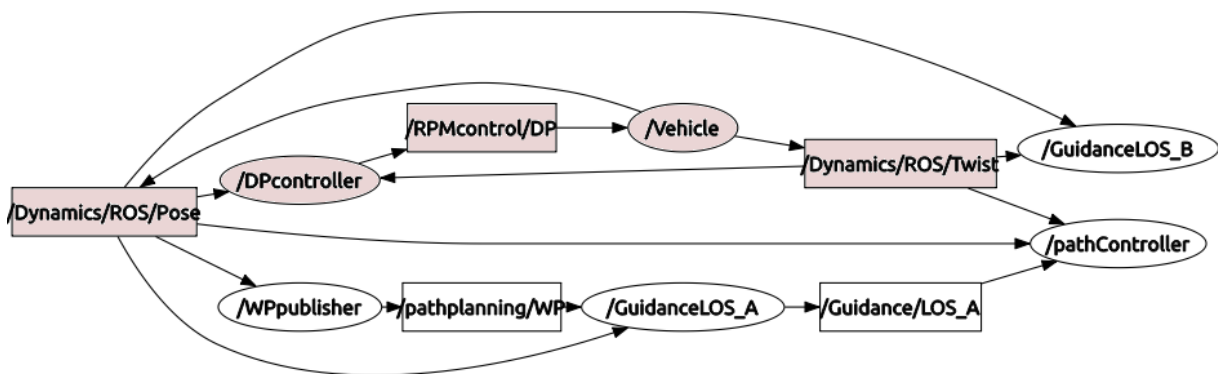 /RPMcontrol/DP
/Vehicle
/GuidanceLOS_B
/Dynamics/ROS/Twist
/DPcontroller
/Dynamics/ROS/Pose
/pathController
/WPpublisher
/pathplanning/WP
/GuidanceLOS_A
/Guidance/LOS_A